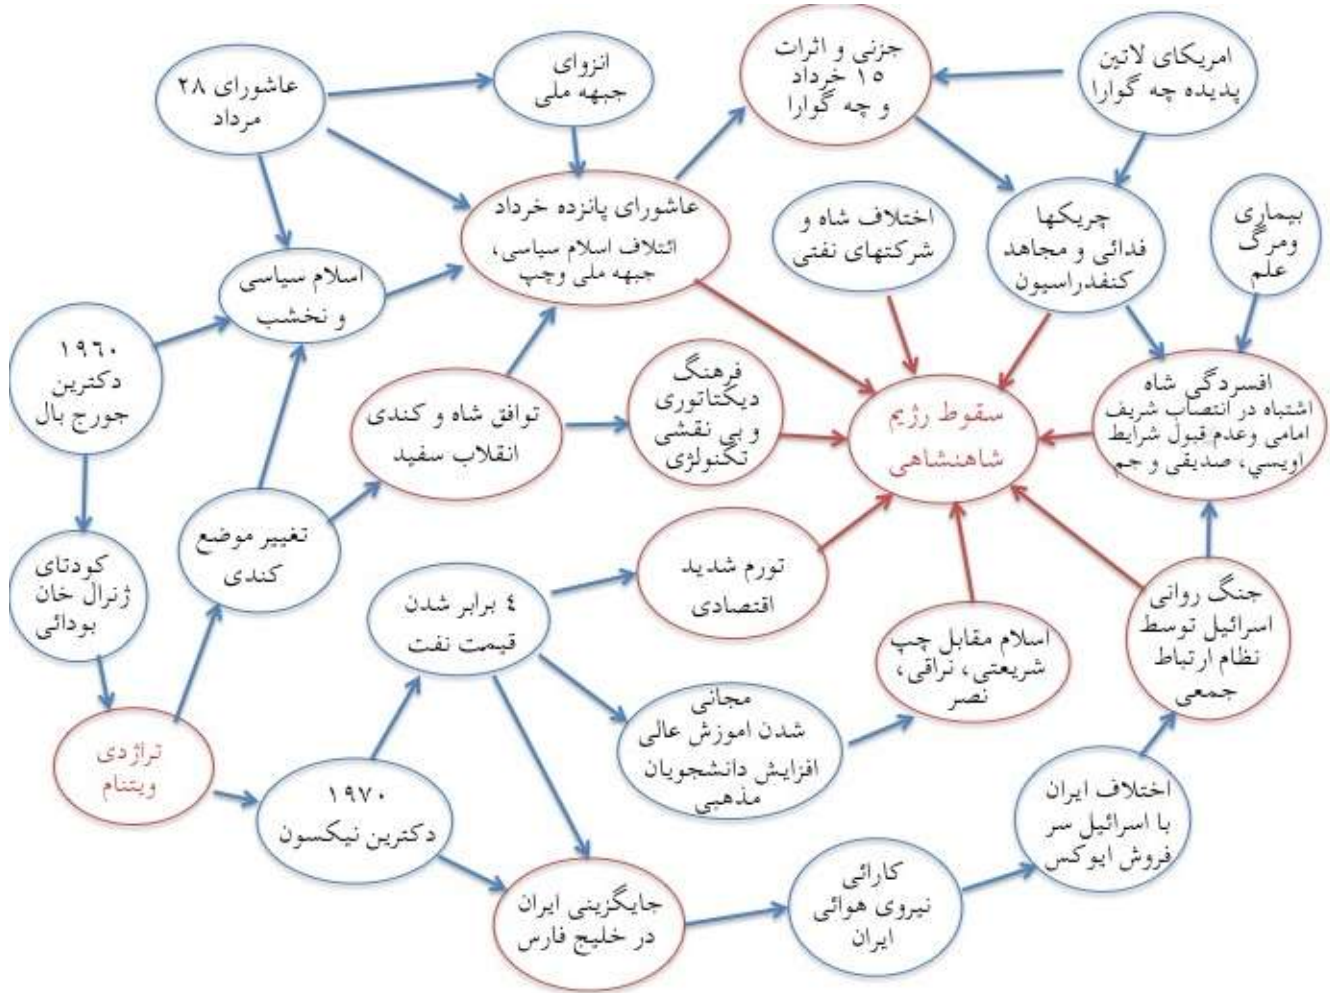 عاشورای ۲۸
مرداد
انزوای
جبهه ملی
جزنی و اثرات
۱۵ خرداد
و چه گوارا
امریکای لاتین
پدیده چه گوارا
عاشورای پانزده خرداد
ائتلاف اسلام سیاسی،
جبهه ملی وچپ
اختلاف شاه و
شرکتهای نفتی
چریکها
فدائی و مجاهد
کنفدراسیون
بیماری
ومرگ
علم
اسلام سیاسی
و نخشب
۱۹٦۰
دکترین
جورج بال
توافق شاه و کندی
انقلاب سفید
فرهنگ
دیکتاتوری
و بی نقشی
تکنولژی
سقوط رژیم
شاهنشاهی
افسردگی شاه
اشتباه در انتصاب شریف
امامی وعدم قبول شرایط
اویسي، صدیقی و جم
تغییر موضع
کندی
کودتای
ژنرال خان
بودائی
٤ برابر شدن
قیمت نفت
تورم شدید
اقتصادی
اسلام مقابل چپ
شریعتی، نراقی،
نصر
جنگ روانی
اسرائیل توسط
نظام ارتباط
جمعی
تراژدی
ویتنام
۱۹۷۰
دکترین نیکسون
مجانی
شدن اموزش عالی
افزایش دانشجویان
مذهبی
اختلاف ایران
با اسرائیل سر
فروش ایوکس
جایگزینی ایران
در خلیج فارس
کارائی
نیروی هوائی
ایران